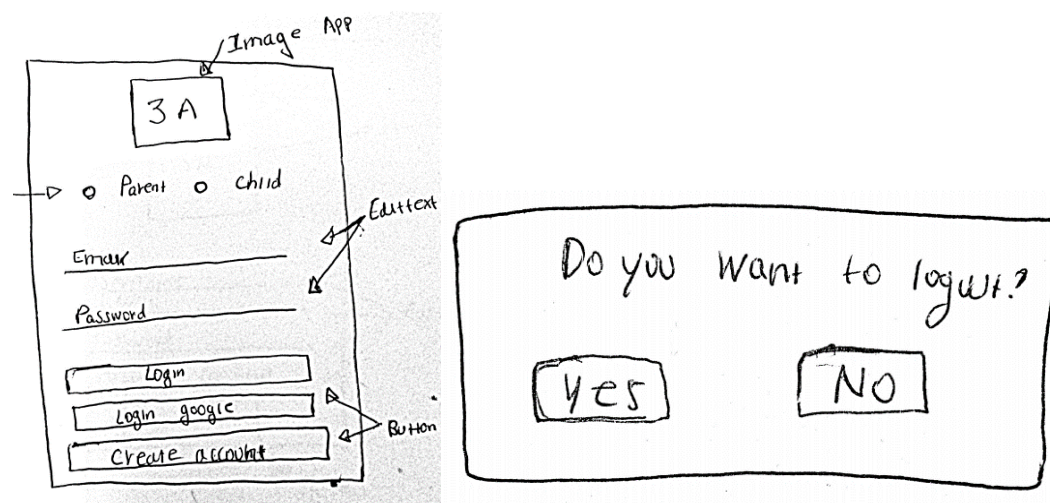 Image App
3 A
Parent Child
Edittext
Email
Password
Login
Login google
Button
Create account
Do you want to logout?
Yes No